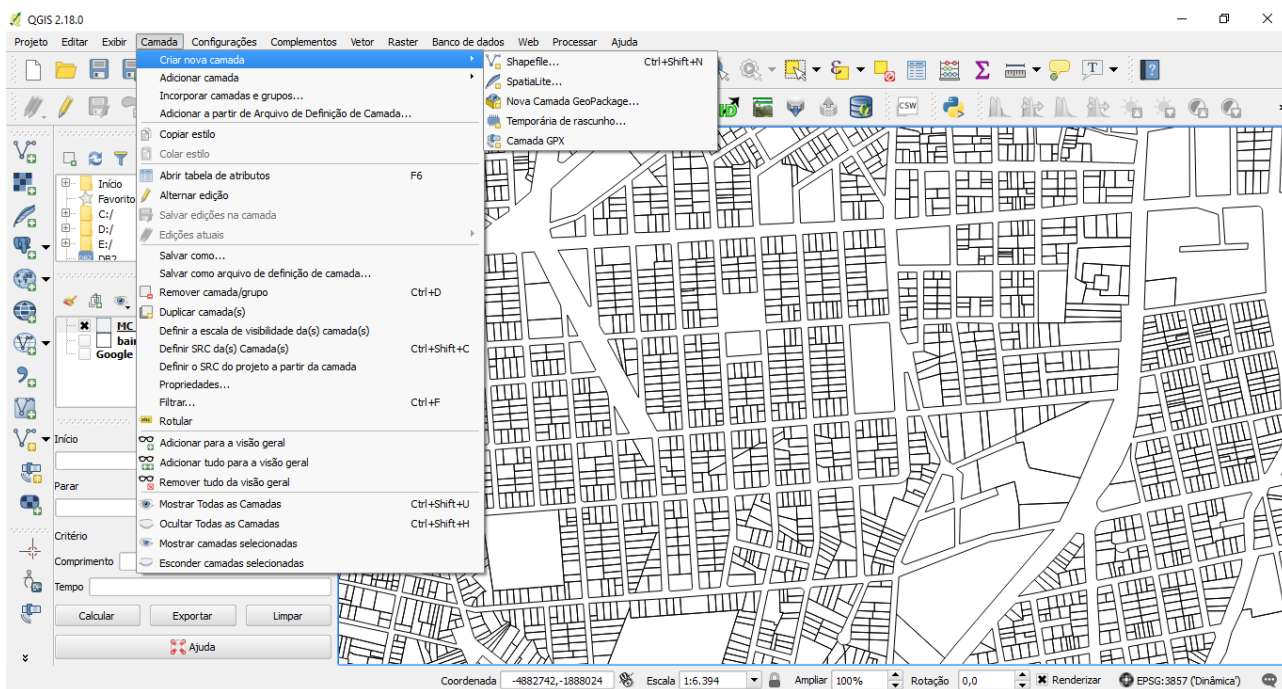 QGIS 2.18.0
Projeto Editar Exibir Camada Configurações Complementos Vetor Raster Banco de dados Web Processar Ajuda
Criar nova camada
Adicionar camada
Incorporar camadas e grupos...
Adicionar a partir de Arquivo de Definição de Camada...
Copiar estilo
Colar estilo
Abrir tabela de atributos F6
Alternar edição
Salvar edições na camada
Edições atuais
Salvar como...
Salvar como arquivo de definição de camada...
Remover camada/grupo Ctrl+D
Duplicar camada(s)
Definir a escala de visibilidade da(s) camada(s)
Definir SRC da(s) Camada(s) Ctrl+Shift+C
Definir o SRC do projeto a partir da camada
Propriedades...
Filtrar... Ctrl+F
abc Rotular
Adicionar para a visão geral
Adicionar tudo para a visão geral
Remover tudo da visão geral
Mostrar Todas as Camadas Ctrl+Shift+U
Ocultar Todas as Camadas Ctrl+Shift+H
Mostrar camadas selecionadas
Esconder camadas selecionadas
Shapefile... Ctrl+Shift+N
SpatiaLite...
Nova Camada GeoPackage...
Temporária de rascunho...
Camada GPX
CSW
Início
Favorito
C:/
D:/
E:/
DB2
MC
bair
Google
Início
Parar
Critério
Comprimento
Tempo
Calcular Exportar Limpar
Ajuda
Coordenada -4882742,-1888024 Escala 1:6.394 Ampliar 100% Rotação 0,0 Renderizar EPSG:3857 ('Dinâmica')